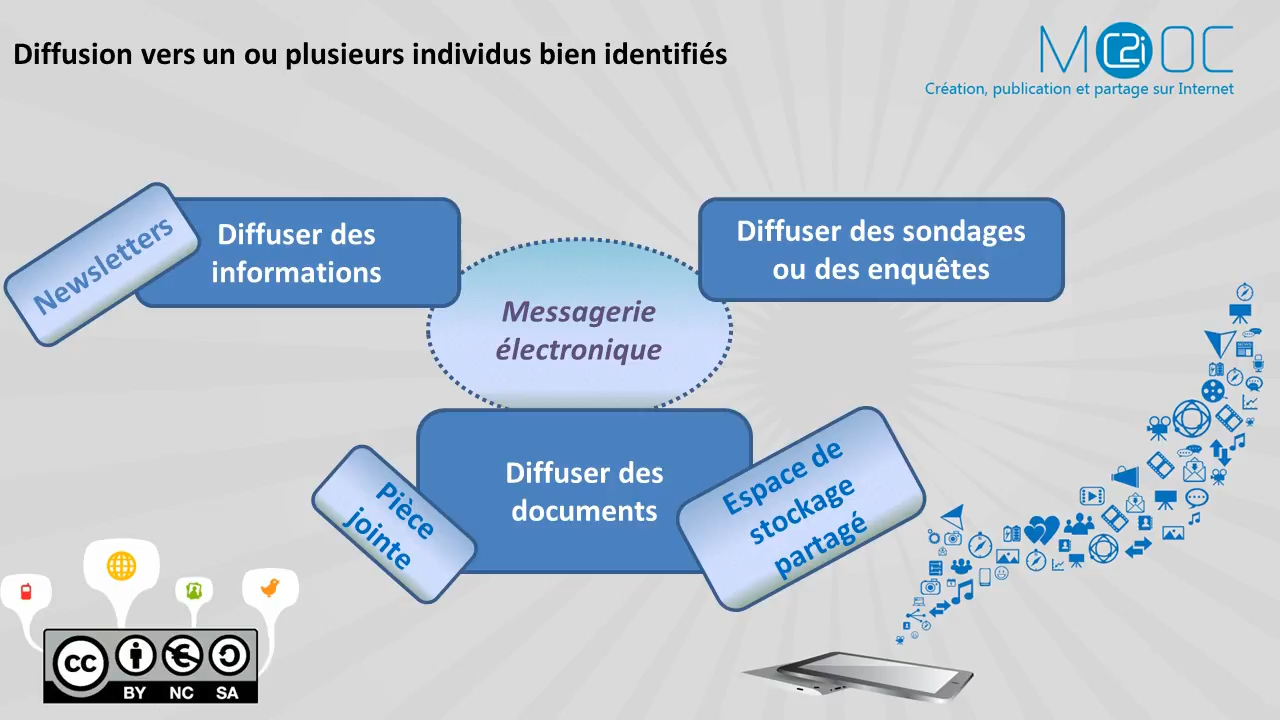 Diffusion vers un ou plusieurs individus bien identifiés
MC2iOOC
Création, publication et partage sur Internet
Newsletters
Diffuser des
informations
Diffuser des sondages
ou des enquêtes
Messagerie
électronique
Pièce
jointe
Diffuser des
documents
Espace de
stockage
partagé
cc
BY NC SA